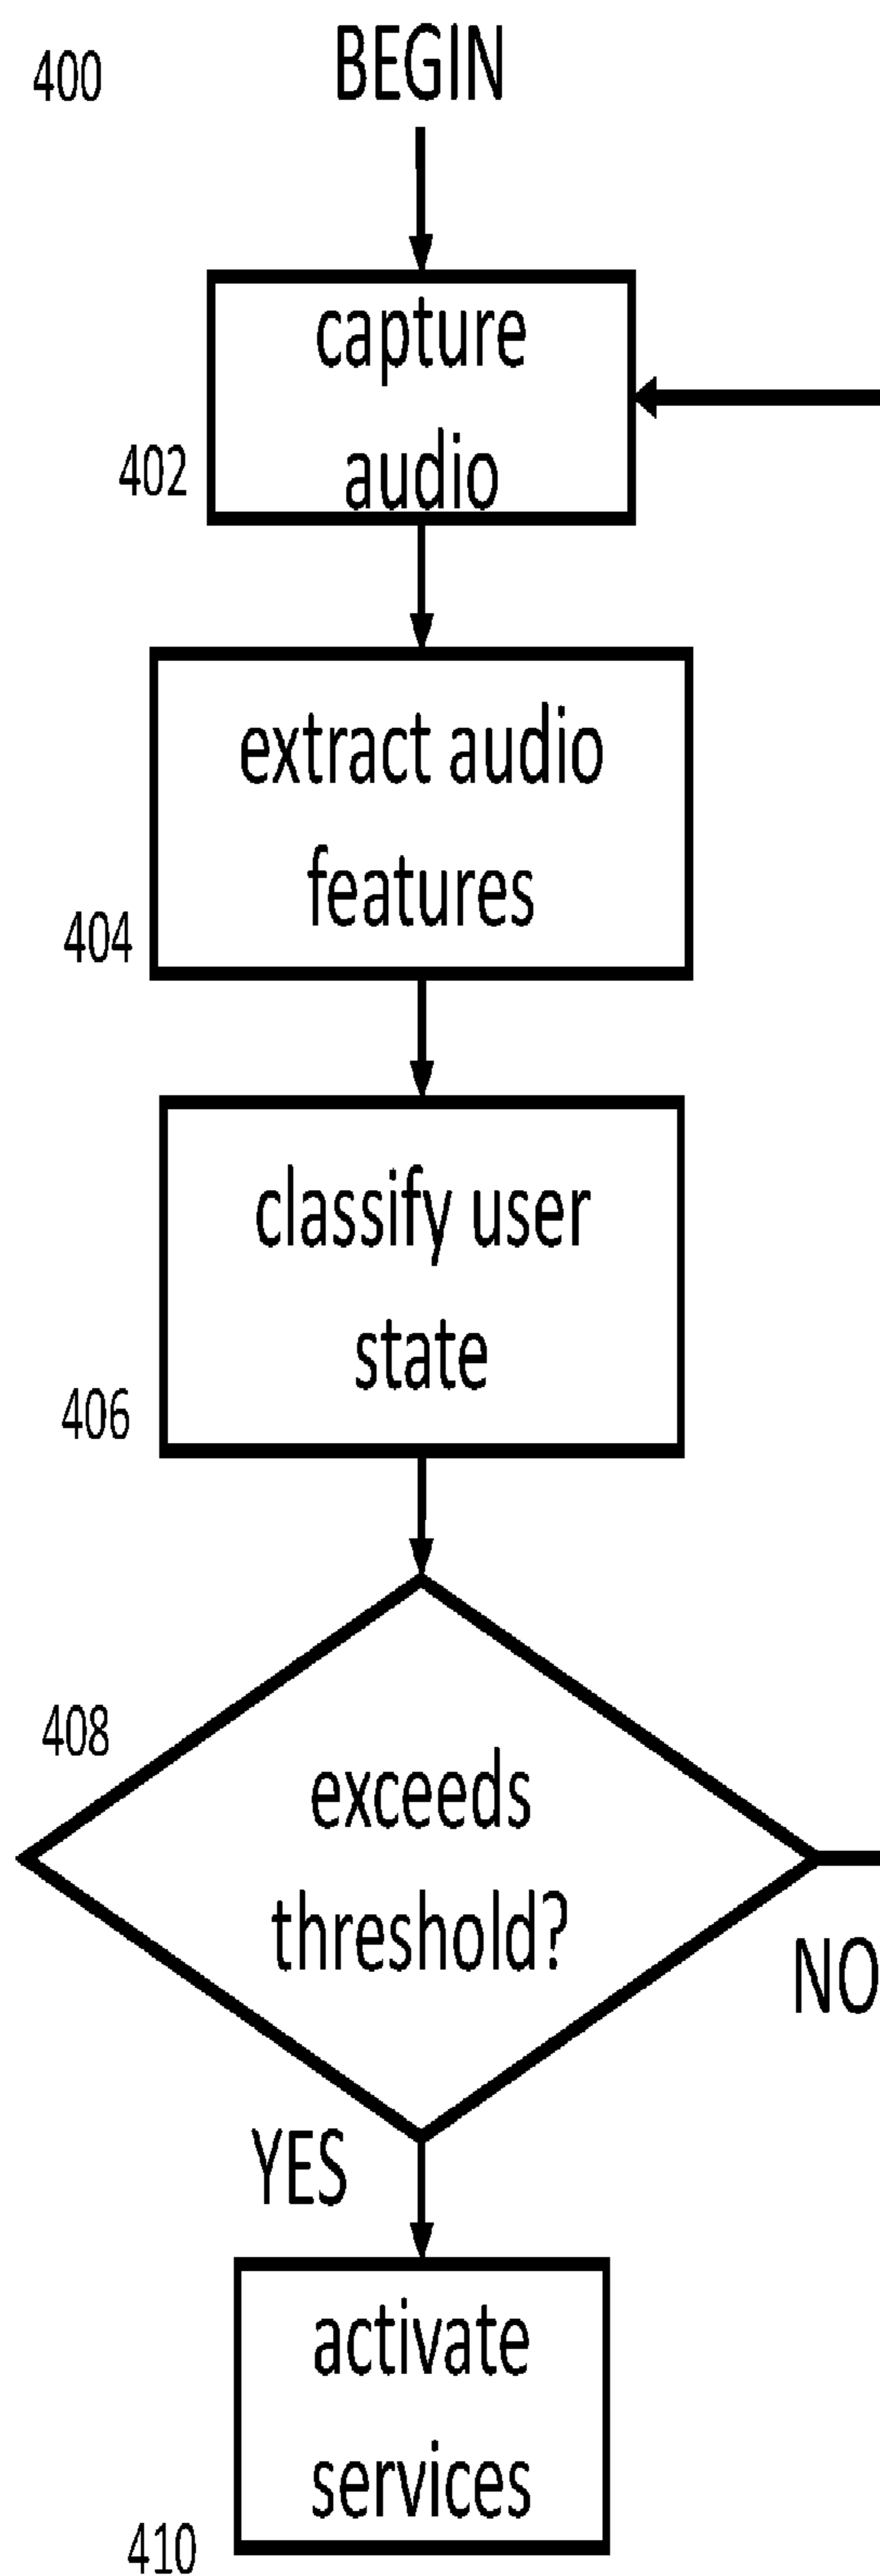 400
BEGIN
capture
audio
402
extract audio
features
404
classify user
state
406
408
exceeds
threshold?
NO
YES
activate
services
410